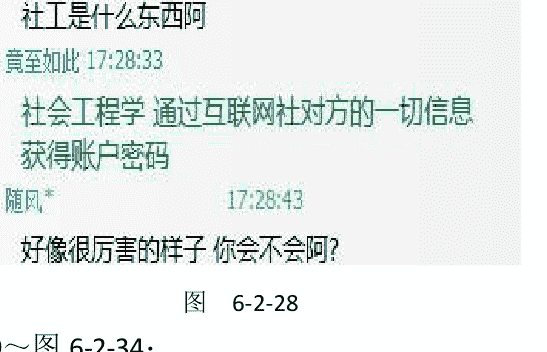 社工是什么东西阿
竟至如此 17:28:33
社会工程学 通过互联网社对方的一切信息
获得账户密码
随风* 17:28:43
好像很厉害的样子 你会不会阿?
图 6-2-28
～图 6-2-34：